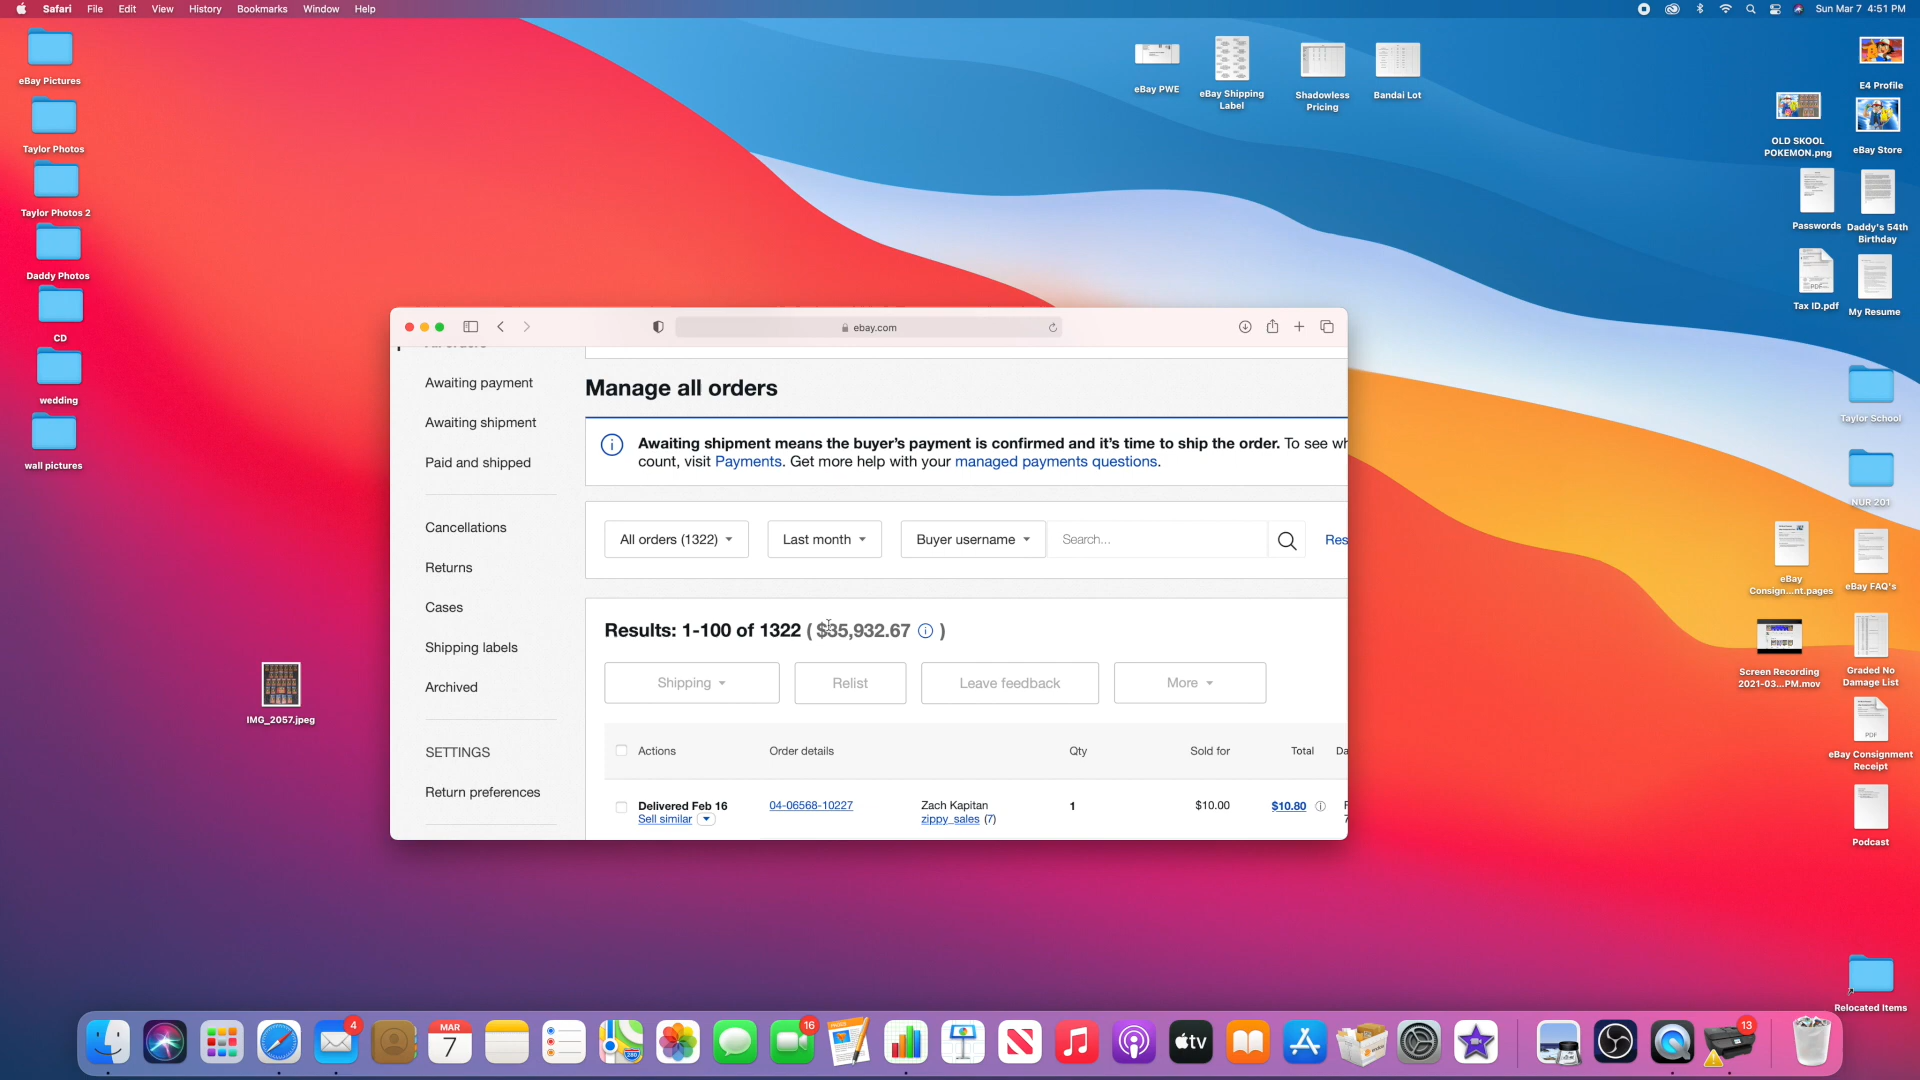 Safari File Edit View History Bookmarks Window Help
Sun Mar 7 4:51 PM
eBay Pictures
Taylor Photos
Taylor Photos 2
Daddy Photos
CD
wedding
wall pictures
IMG_2057.jpeg
eBay PWE
eBay Shipping
Label
Shadowless
Pricing
Bandai Lot
E4 Profile
OLD SKOOL
POKEMON.png
eBay Store
Passwords
Daddy's 54th
Birthday
PDF
Tax ID.pdf
My Resume
Taylor School
NUR 201
eBay
Consign...nt.pages
eBay FAQ's
Screen Recording
2021-03...PM.mov
Graded No
Damage List
PDF
eBay Consignment
Receipt
Podcast
Relocated Items
ebay.com
Awaiting payment
Awaiting shipment
Paid and shipped
Cancellations
Returns
Cases
Shipping labels
Archived
SETTINGS
Return preferences
Manage all orders
Awaiting shipment means the buyer's payment is confirmed and it's time to ship the order. To see wh
count, visit Payments. Get more help with your managed payments questions.
All orders (1322) Last month Buyer username Search... Res
Results: 1-100 of 1322 ( $35,932.67 )
Shipping Relist Leave feedback More
Actions Order details Qty Sold for Total Da
Delivered Feb 16 04-06568-10227 Zach Kapitan 1 $10.00 $10.80
Sell similar zippy_sales (7)
4
MAR
7
16
280
tv
13